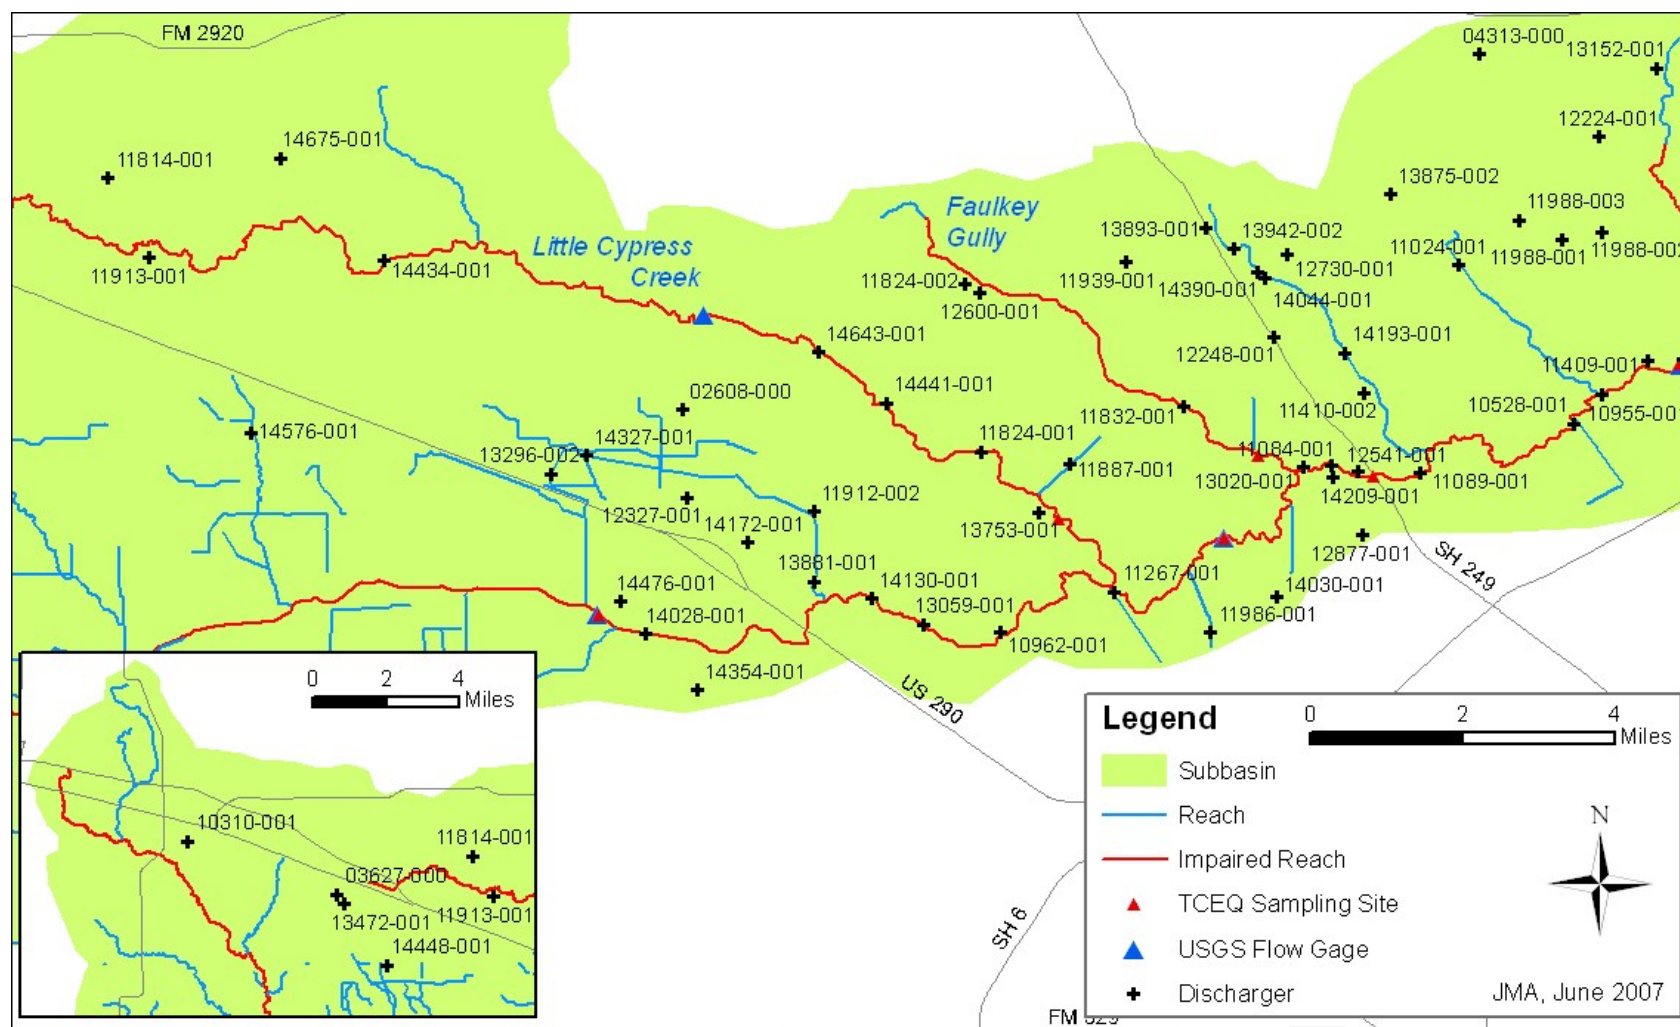 FM 2920
04313-000
13152-001
12224-001
14675-001
11814-001
13875-002
11988-003
Faulkey
Gully
13893-001
13942-002
11024-001
11988-001
Little Cypress
Creek
11913-001
14434-001
11824-002
12600-001
11939-001
12730-001
14390-001
14044-001
14643-001
12248-001
14193-001
11409-001
02608-000
14441-001
11832-001
11410-002
10528-001
14576-001
14327-001
13296-002
11824-001
11887-001
11084-001
12541-001
13020-001
14209-001
11089-001
12327-001
14172-001
11912-002
13753-001
12877-001
SH 249
13881-001
14476-001
14028-001
14130-001
13059-001
11267-001
14030-001
11986-001
10962-001
14354-001
US 290
0 2 4
Miles
10310-001
11814-001
03627-000
13472-001
11913-001
14448-001
SH 6
Legend
0 2 4
Miles
Subbasin
Reach
Impaired Reach
TCEQ Sampling Site
USGS Flow Gage
Discharger
N
JMA, June 2007